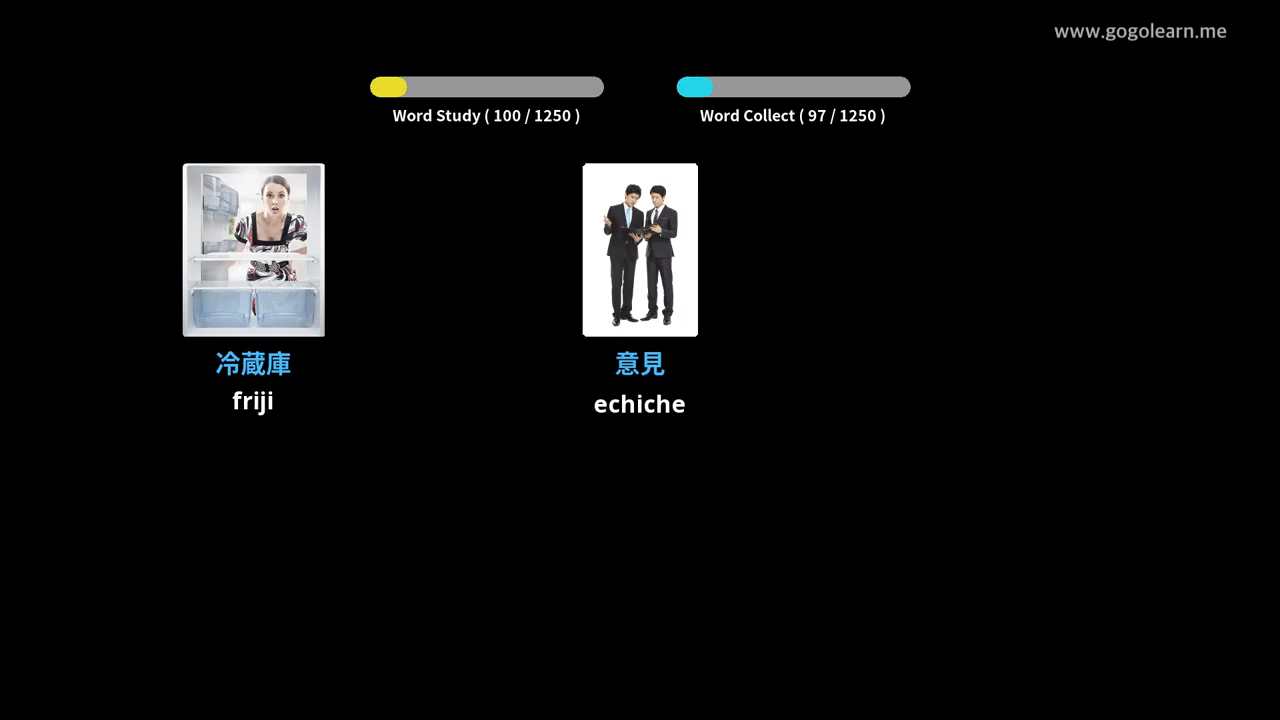 www.gogolearn.me
Word Study ( 100 / 1250 )
Word Collect ( 97 / 1250 )
冷蔵庫
friji
意見
echiche